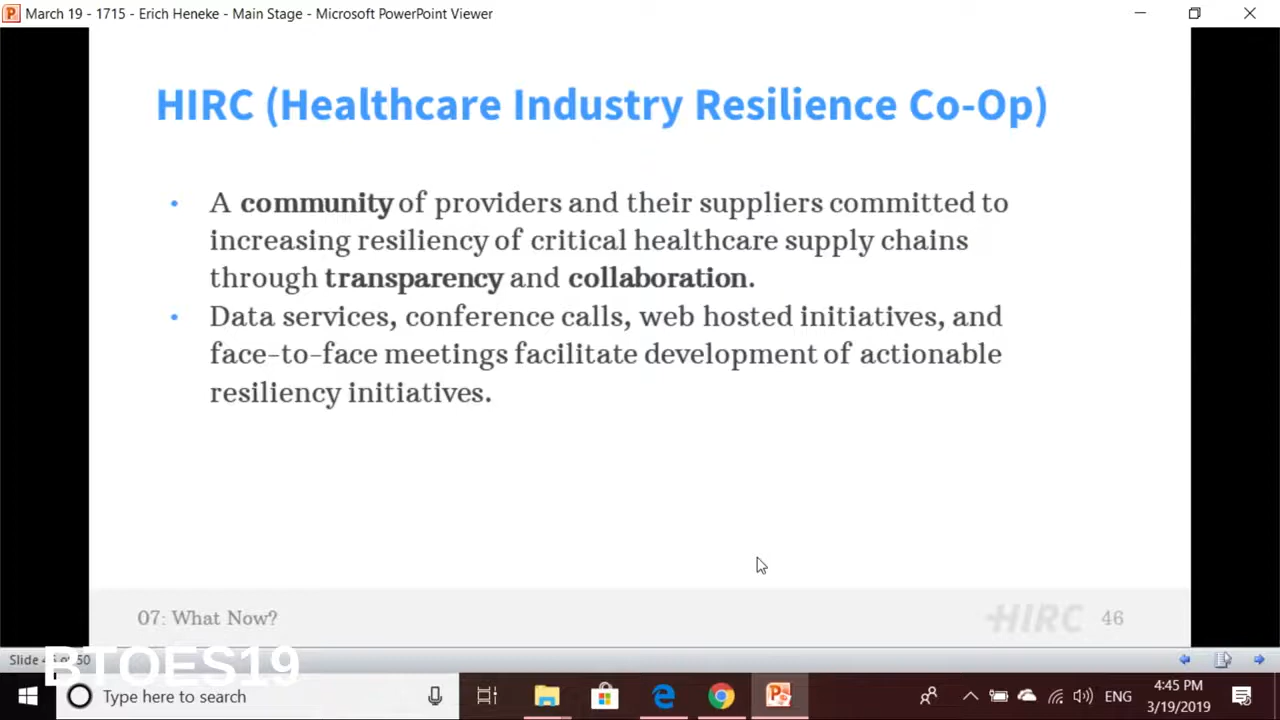 March 19 - 1715 - Erich Heneke - Main Stage - Microsoft PowerPoint Viewer
HIRC (Healthcare Industry Resilience Co-Op)
• A community of providers and their suppliers committed to
increasing resiliency of critical healthcare supply chains
through transparency and collaboration.
• Data services, conference calls, web hosted initiatives, and
face-to-face meetings facilitate development of actionable
resiliency initiatives.
07: What Now?
HIRC 46
Slide of 50
BTOES19
Type here to search
ENG
4:45 PM
3/19/2019